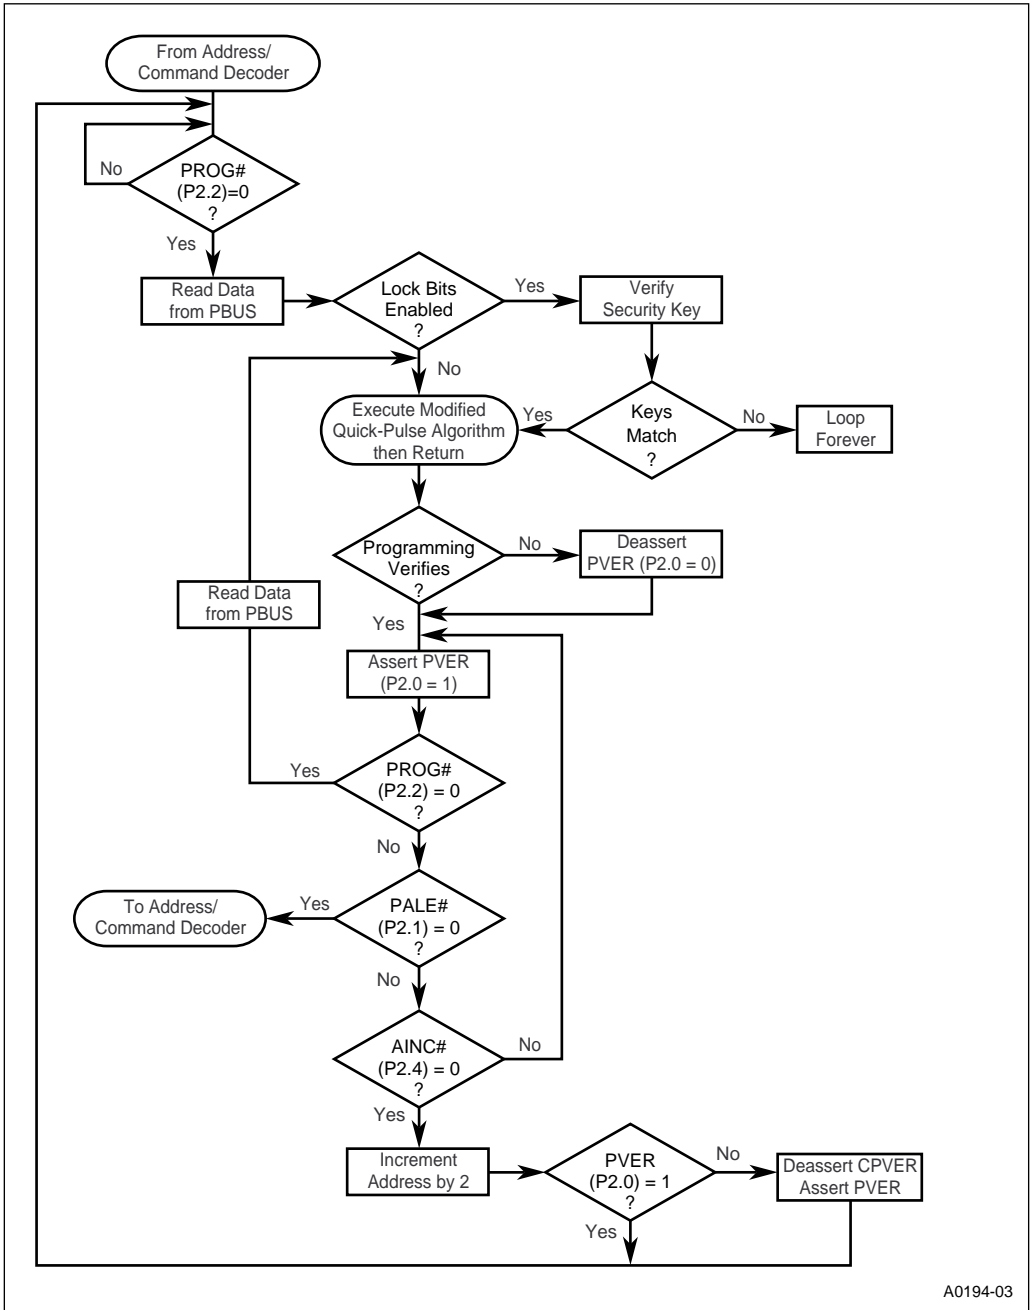 From Address/
Command Decoder
No
PROG#
(P2.2)=0
?
Yes
Read Data
from PBUS
Lock Bits
Enabled
?
Yes
Verify
Security Key
No
Execute Modified
Quick-Pulse Algorithm
then Return
Yes
Keys
Match
?
No
Loop
Forever
Programming
Verifies
?
No
Deassert
PVER (P2.0 = 0)
Read Data
from PBUS
Yes
Assert PVER
(P2.0 = 1)
Yes
PROG#
(P2.2) = 0
?
No
To Address/
Command Decoder
Yes
PALE#
(P2.1) = 0
?
No
AINC#
(P2.4) = 0
?
No
Yes
Increment
Address by 2
PVER
(P2.0) = 1
?
No
Deassert CPVER
Assert PVER
Yes
A0194-03